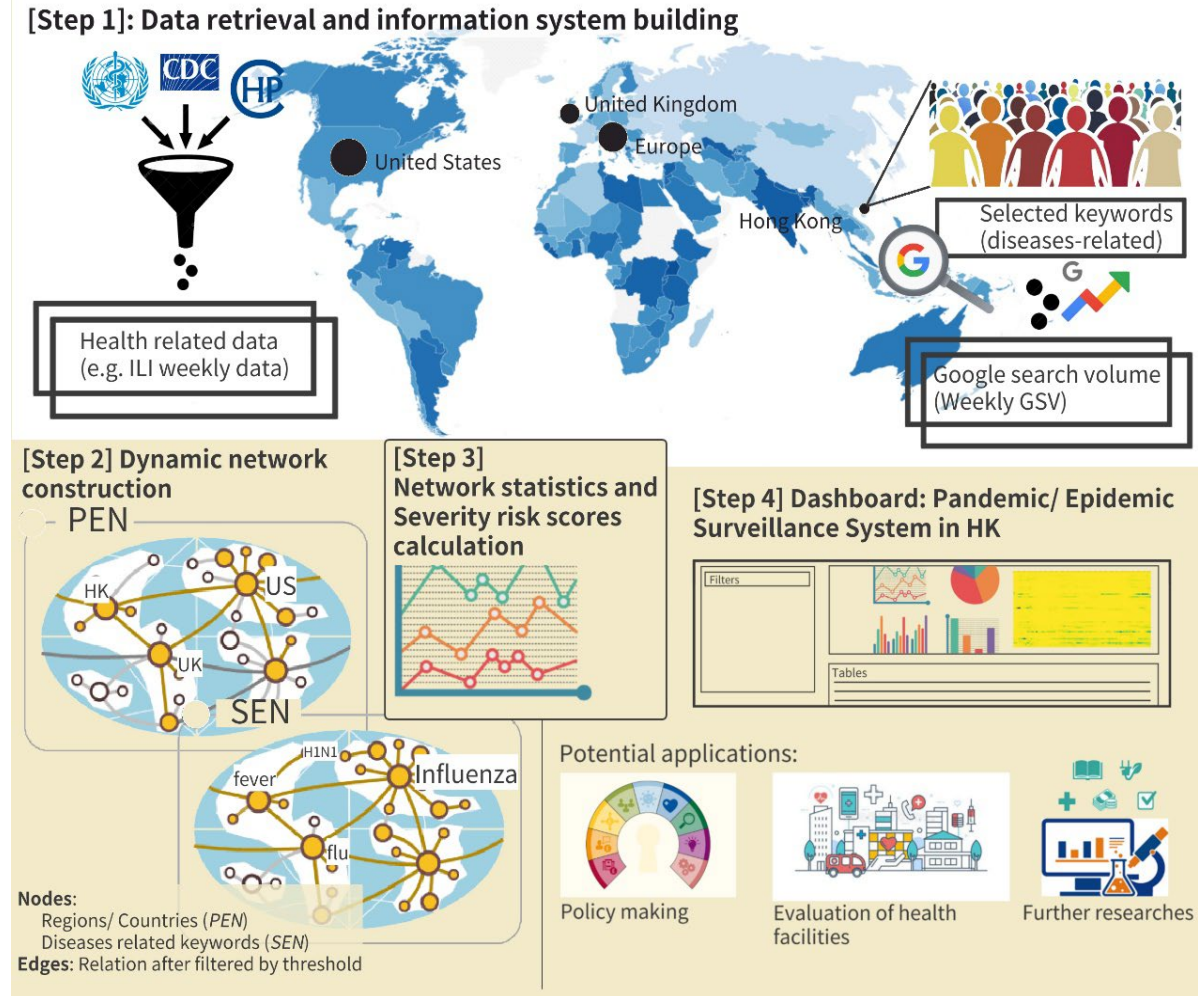 [Step 1]: Data retrieval and information system building
CDC
CHP
United Kingdom
Europe
United States
Hong Kong
Selected keywords
(diseases-related)
G
G
Health related data
(e.g. ILI weekly data)
Google search volume
(Weekly GSV)
[Step 2] Dynamic network
construction
PEN
HK
US
UK
SEN
H1N1
fever
Influenza
flu
Nodes:
Regions/ Countries (PEN)
Diseases related keywords (SEN)
Edges: Relation after filtered by threshold
[Step 3]
Network statistics and
Severity risk scores
calculation
[Step 4] Dashboard: Pandemic/ Epidemic
Surveillance System in HK
Filters
Tables
Potential applications:
Policy making
Evaluation of health
facilities
Further researches